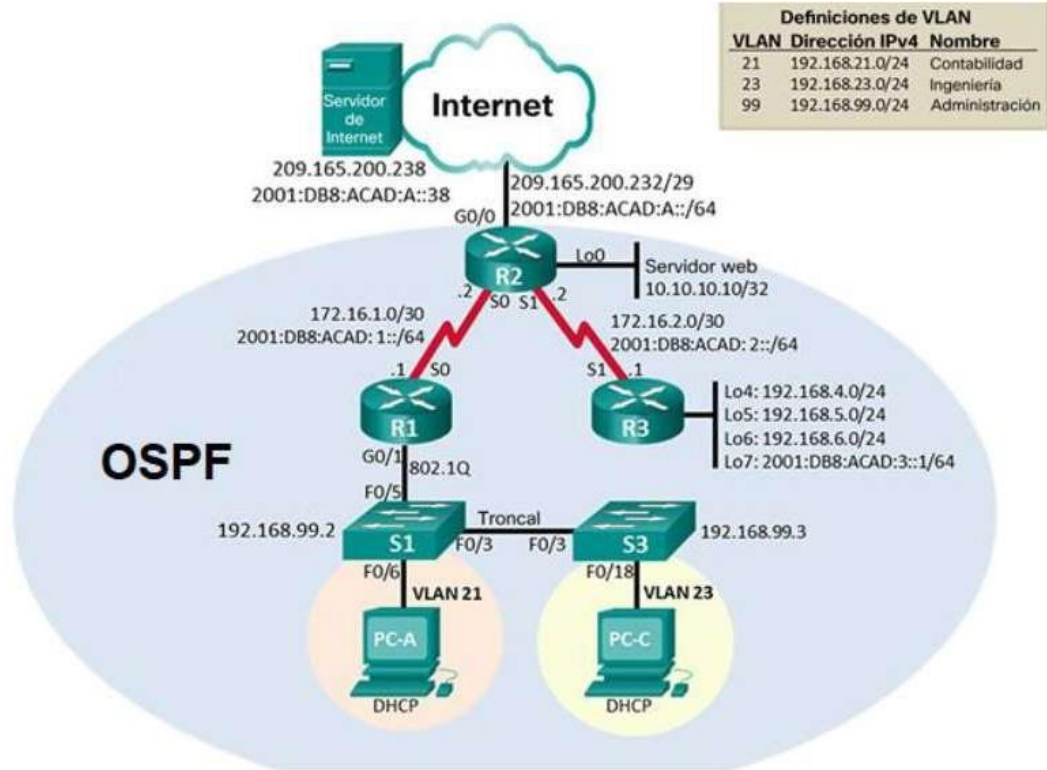 Definiciones de VLAN
VLAN Dirección IPv4 Nombre
21 192.168.21.0/24 Contabilidad
23 192.168.23.0/24 Ingeniería
99 192.168.99.0/24 Administración
Servidor
de
Internet
Internet
209.165.200.238
2001:DB8:ACAD:A::38
209.165.200.232/29
2001:DB8:ACAD:A::/64
G0/0
R2
Lo0
Servidor web
10.10.10.10/32
.2 S0 S1 .2
172.16.1.0/30
2001:DB8:ACAD: 1::/64
172.16.2.0/30
2001:DB8:ACAD: 2::/64
.1 S0
S1 .1
R1
R3
Lo4: 192.168.4.0/24
Lo5: 192.168.5.0/24
Lo6: 192.168.6.0/24
Lo7: 2001:DB8:ACAD:3::1/64
OSPF
G0/1
802.1Q
F0/5
192.168.99.2
S1
Troncal
F0/3 F0/3
S3
192.168.99.3
F0/6
VLAN 21
F0/18
VLAN 23
PC-A
PC-C
DHCP
DHCP